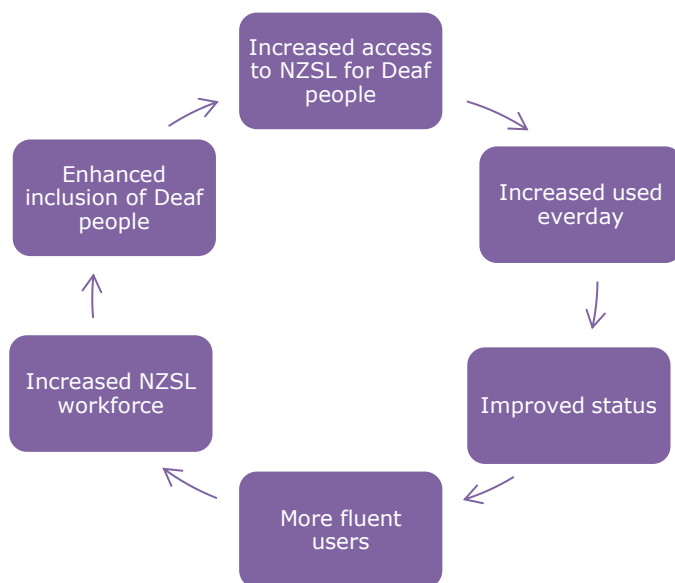 Increased access
to NZSL for Deaf
people
Increased used
everday
Improved status
More fluent
users
Increased NZSL
workforce
Enhanced
inclusion of Deaf
people